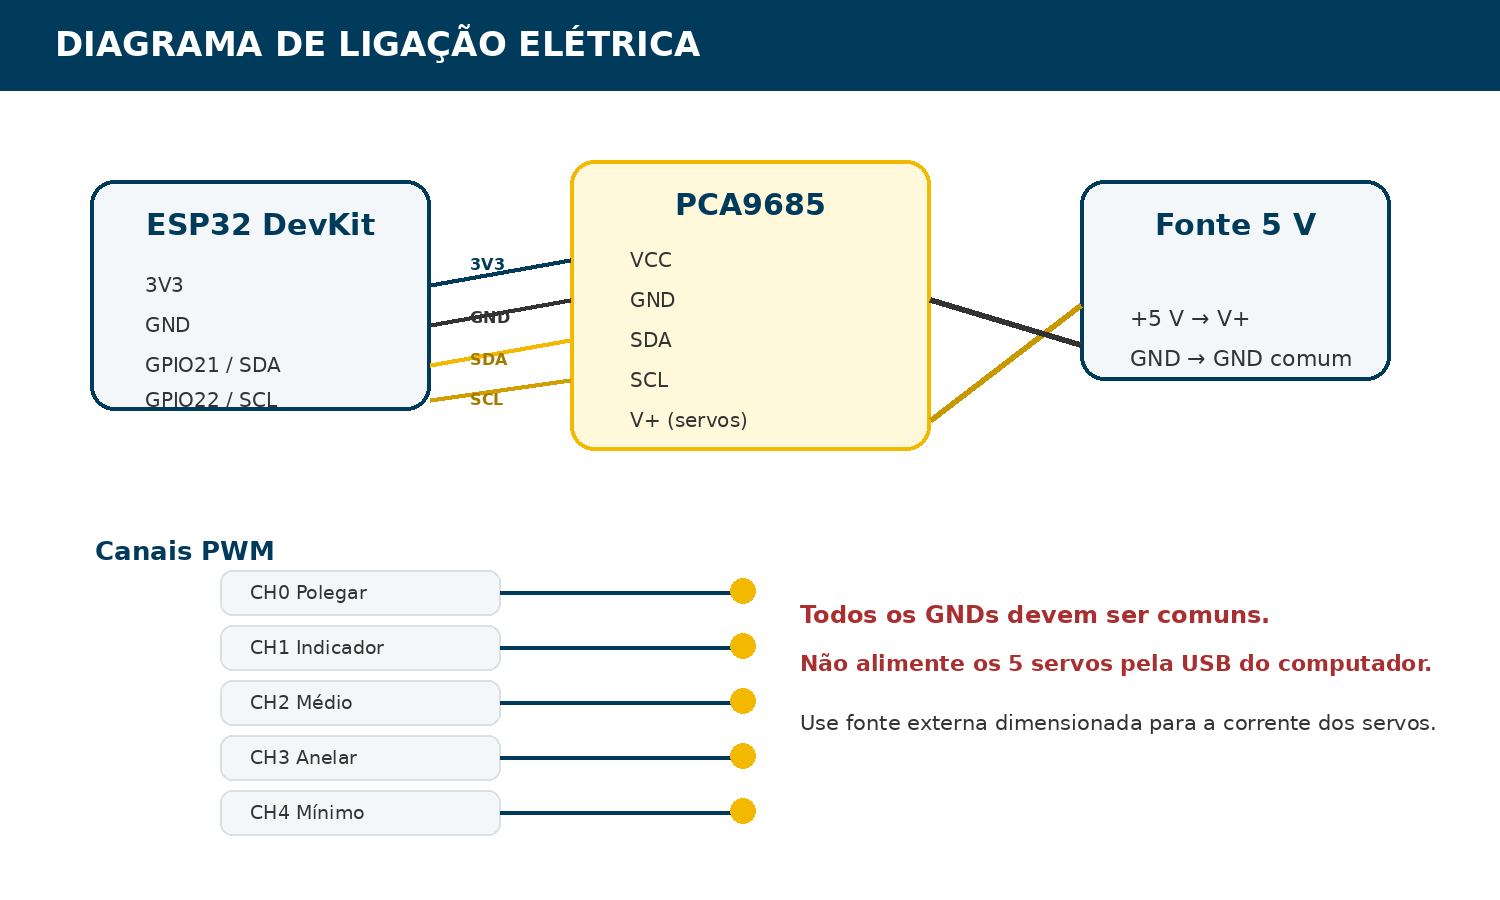 DIAGRAMA DE LIGAÇÃO ELÉTRICA
ESP32 DevKit
3V3
GND
GPIO21 / SDA
GPIO22 / SCL
3V3
GND
SDA
SCL
PCA9685
VCC
GND
SDA
SCL
V+ (servos)
Fonte 5 V
+5 V → V+
GND → GND comum
Canais PWM
CH0 Polegar
CH1 Indicador
CH2 Médio
CH3 Anelar
CH4 Mínimo
Todos os GNDs devem ser comuns.
Não alimente os 5 servos pela USB do computador.
Use fonte externa dimensionada para a corrente dos servos.